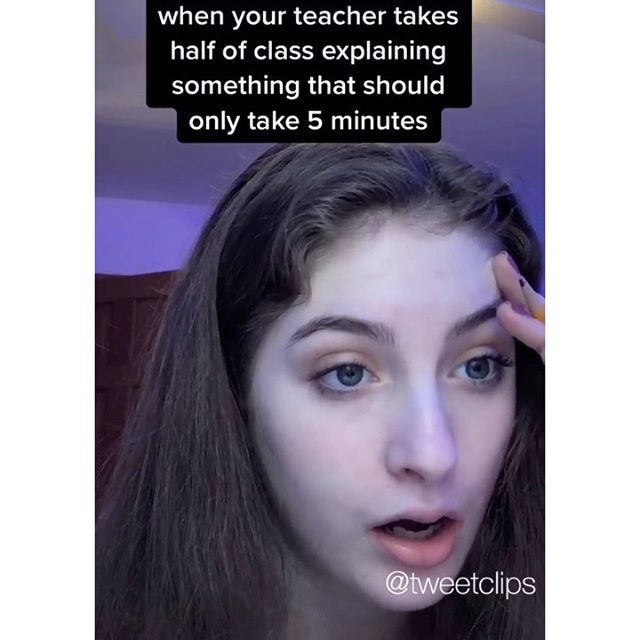 when your teacher takes
half of class explaining
something that should
only take 5 minutes
@tweetclips